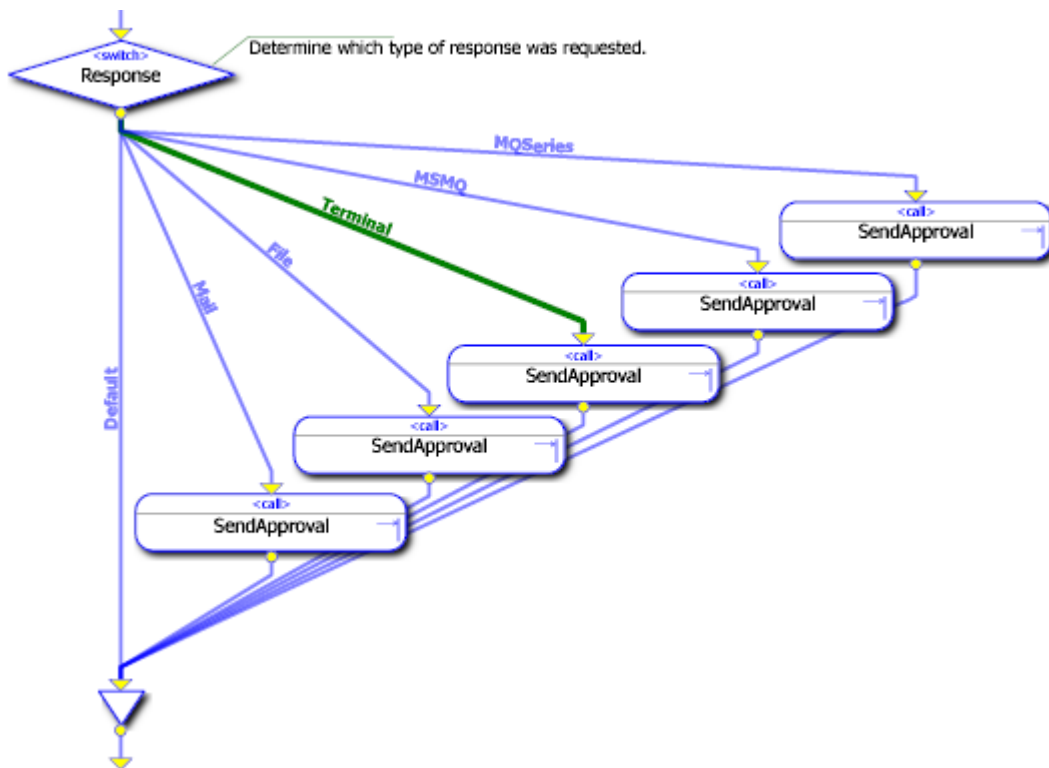 <switch>
Response
Determine which type of response was requested.
MQSeries
MSMQ
Terminal
File
Mail
Default
<call>
SendApproval
<call>
SendApproval
<call>
SendApproval
<call>
SendApproval
<call>
SendApproval